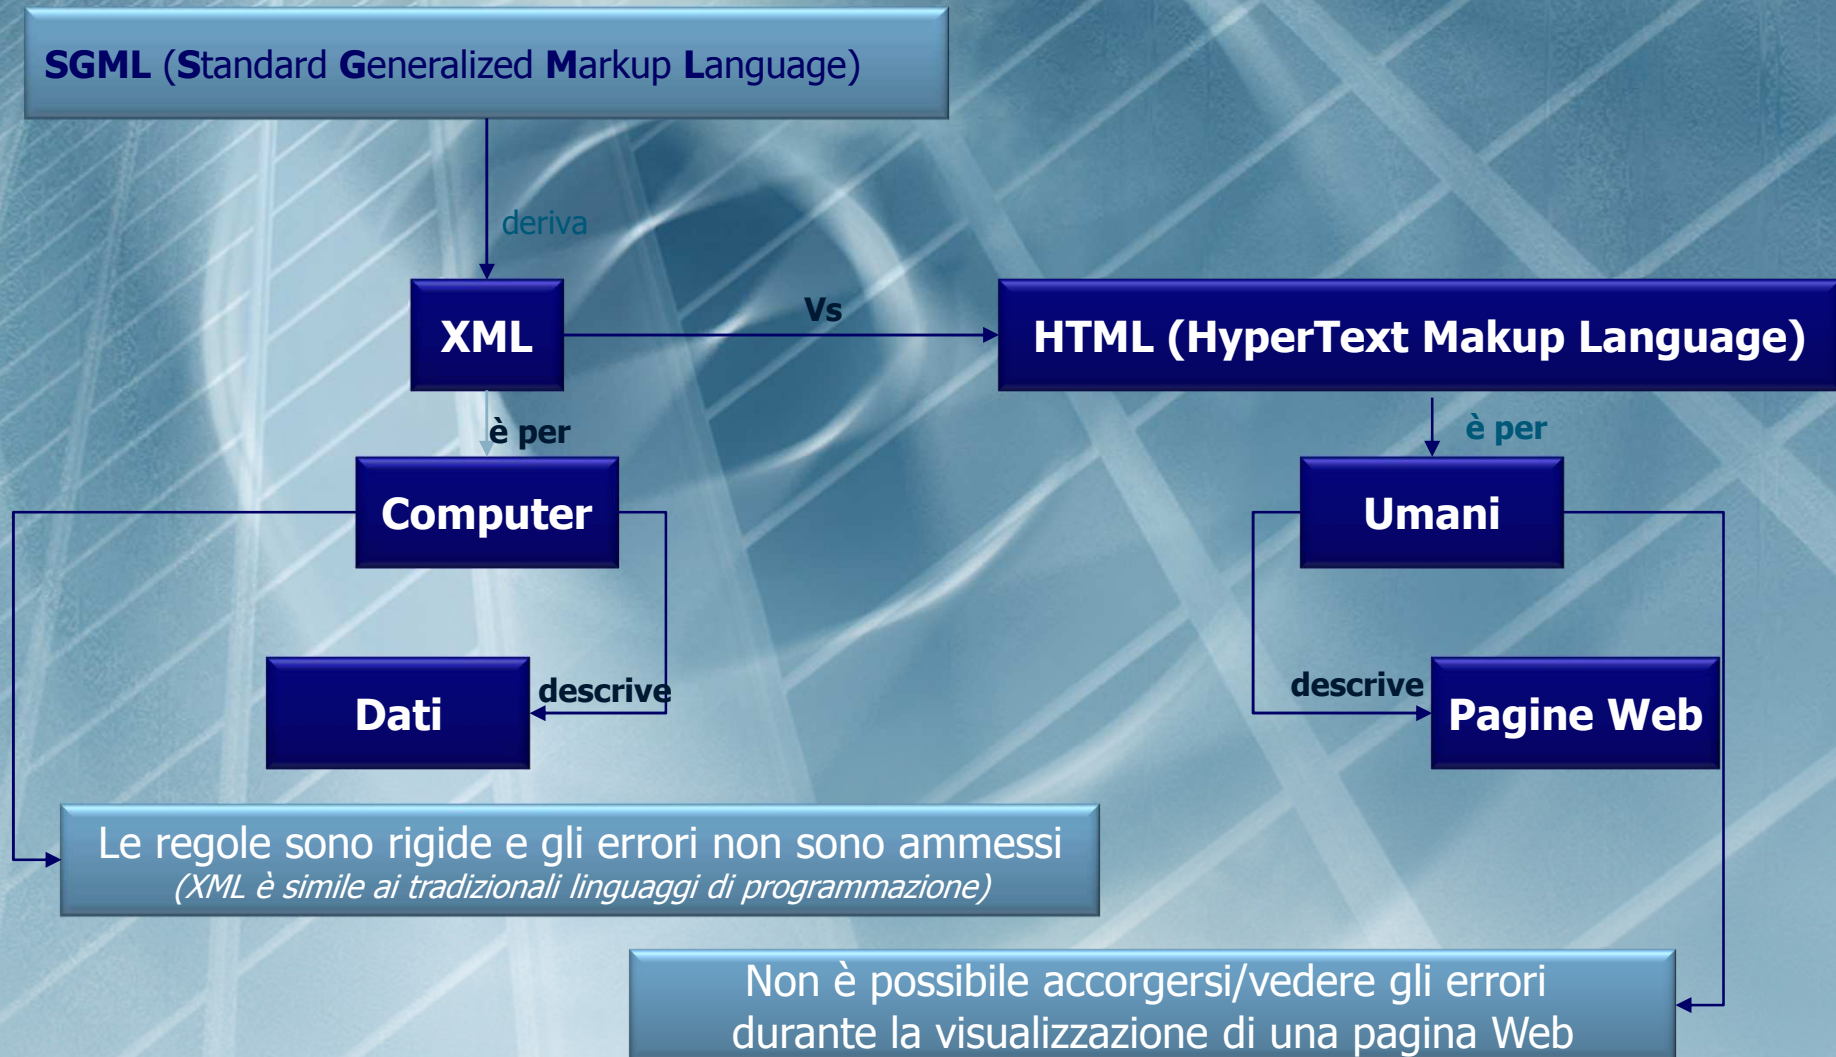 SGML (Standard Generalized Markup Language)
deriva
XML
Vs
HTML (HyperText Makup Language)
è per
è per
Computer
Umani
Dati
descrive
descrive
Pagine Web
Le regole sono rigide e gli errori non sono ammessi
(XML è simile ai tradizionali linguaggi di programmazione)
Non è possibile accorgersi/vedere gli errori
durante la visualizzazione di una pagina Web